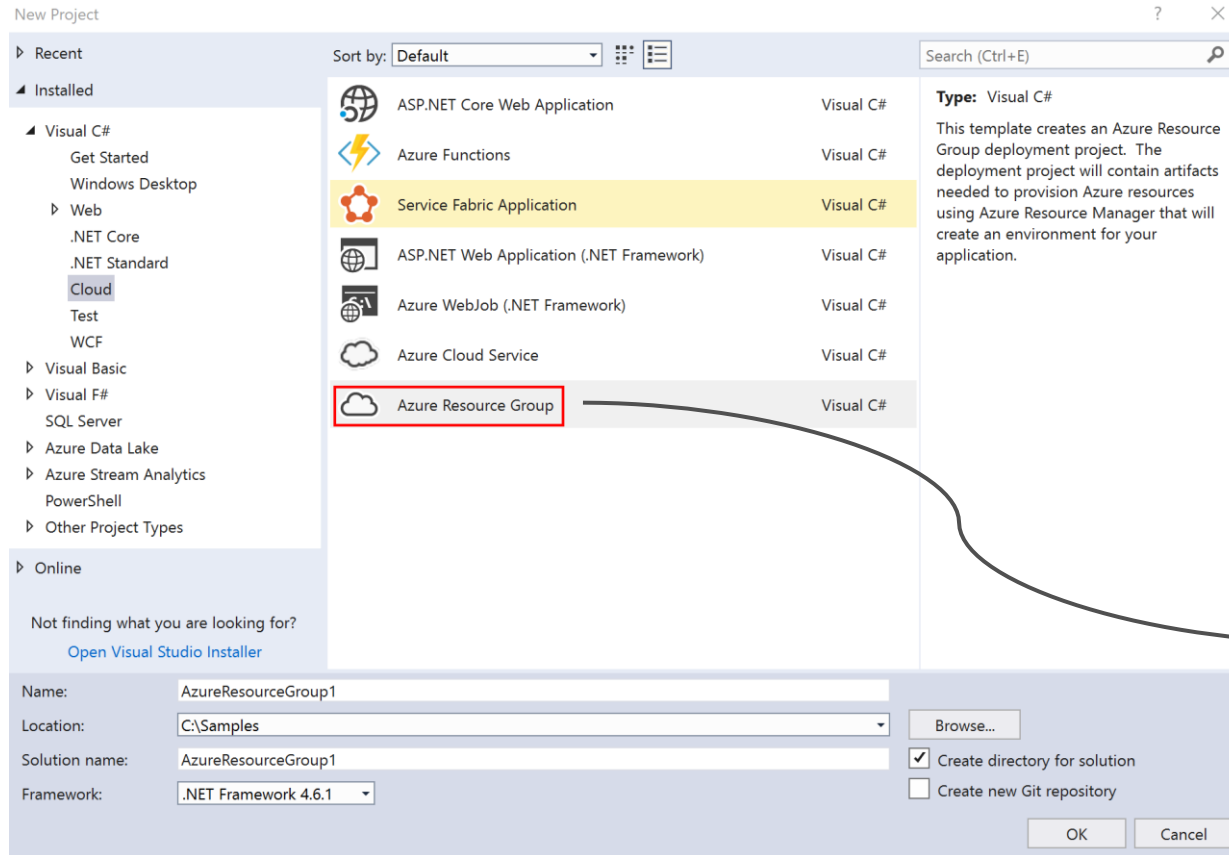 New Project
?
Recent
Installed
Visual C#
Get Started
Windows Desktop
Web
.NET Core
.NET Standard
Cloud
Test
WCF
Visual Basic
Visual F#
SQL Server
Azure Data Lake
Azure Stream Analytics
PowerShell
Other Project Types
Online
Not finding what you are looking for?
Open Visual Studio Installer
Sort by: Default
ASP.NET Core Web Application Visual C#
Azure Functions Visual C#
Service Fabric Application Visual C#
ASP.NET Web Application (.NET Framework) Visual C#
Azure WebJob (.NET Framework) Visual C#
Azure Cloud Service Visual C#
Azure Resource Group Visual C#
Search (Ctrl+E)
Type: Visual C#
This template creates an Azure Resource
Group deployment project. The
deployment project will contain artifacts
needed to provision Azure resources
using Azure Resource Manager that will
create an environment for your
application.
Name: AzureResourceGroup1
Location: C:\Samples Browse...
Solution name: AzureResourceGroup1 Create directory for solution
Framework: .NET Framework 4.6.1 Create new Git repository
OK Cancel